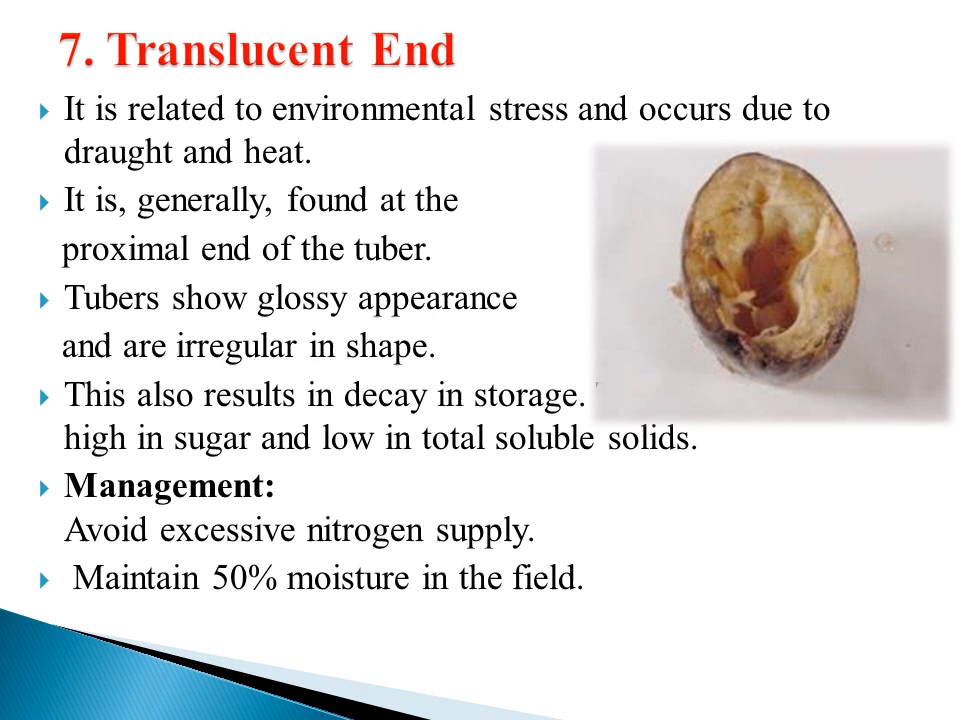 7. Translucent End
It is related to environmental stress and occurs due to
draught and heat.
It is, generally, found at the
proximal end of the tuber.
Tubers show glossy appearance
and are irregular in shape.
This also results in decay in storage.
high in sugar and low in total soluble solids.
Management:
Avoid excessive nitrogen supply.
Maintain 50% moisture in the field.